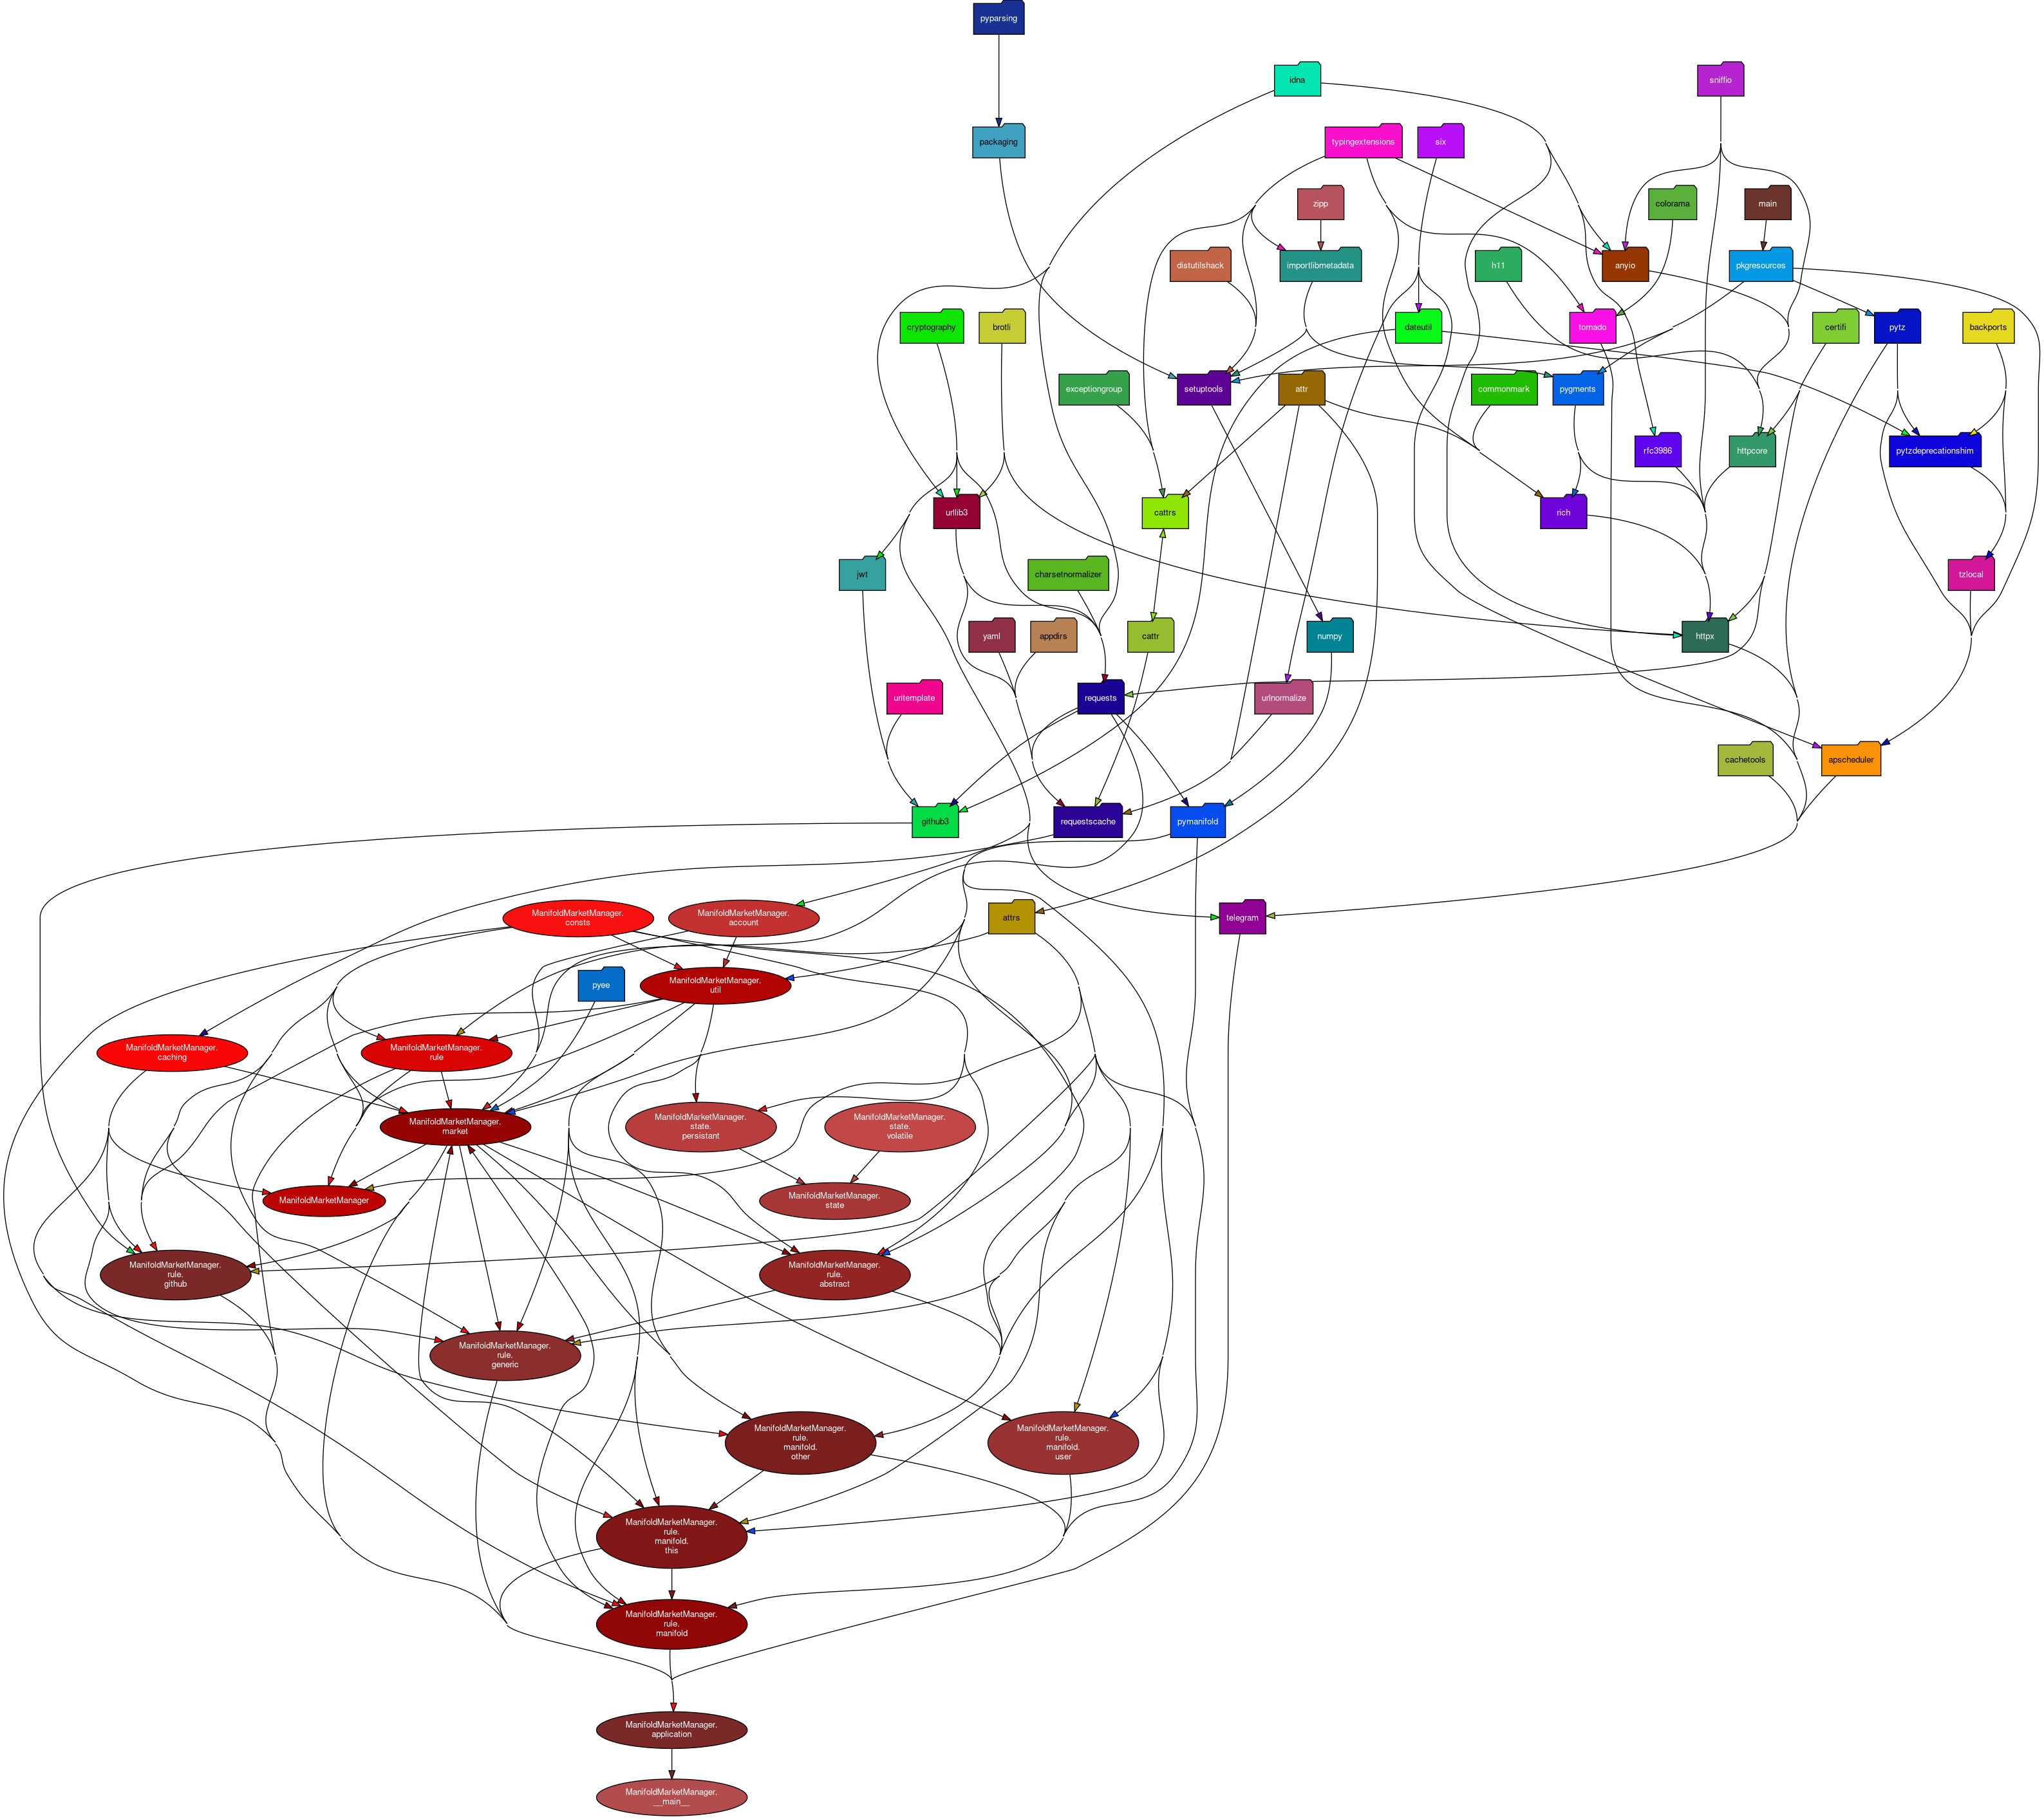 pyparsing
idna
sniffio
packaging
typingextensions
six
zipp
colorama
main
distutilshack
importlibmetadata
h11
anyio
pkgresources
cryptography
brotli
dateutil
tornado
certifi
pytz
backports
exceptiongroup
setuptools
attr
commonmark
pygments
rfc3986
httpcore
pytzdeprecationshim
urllib3
cattrs
rich
jwt
charsetnormalizer
tzlocal
yaml
appdirs
cattr
numpy
httpx
uritemplate
requests
urlnormalize
cachetools
apscheduler
github3
requestscache
pymanifold
ManifoldMarketManager.
consts
ManifoldMarketManager.
account
attrs
telegram
pyee
ManifoldMarketManager.
util
ManifoldMarketManager.
caching
ManifoldMarketManager.
rule
ManifoldMarketManager.
market
ManifoldMarketManager.
state.
persistant
ManifoldMarketManager.
state.
volatile
ManifoldMarketManager
ManifoldMarketManager.
state
ManifoldMarketManager.
rule.
github
ManifoldMarketManager.
rule.
abstract
ManifoldMarketManager.
rule.
generic
ManifoldMarketManager.
rule.
manifold.
other
ManifoldMarketManager.
rule.
manifold.
user
ManifoldMarketManager.
rule.
manifold.
this
ManifoldMarketManager.
rule.
manifold
ManifoldMarketManager.
application
ManifoldMarketManager.
__main__